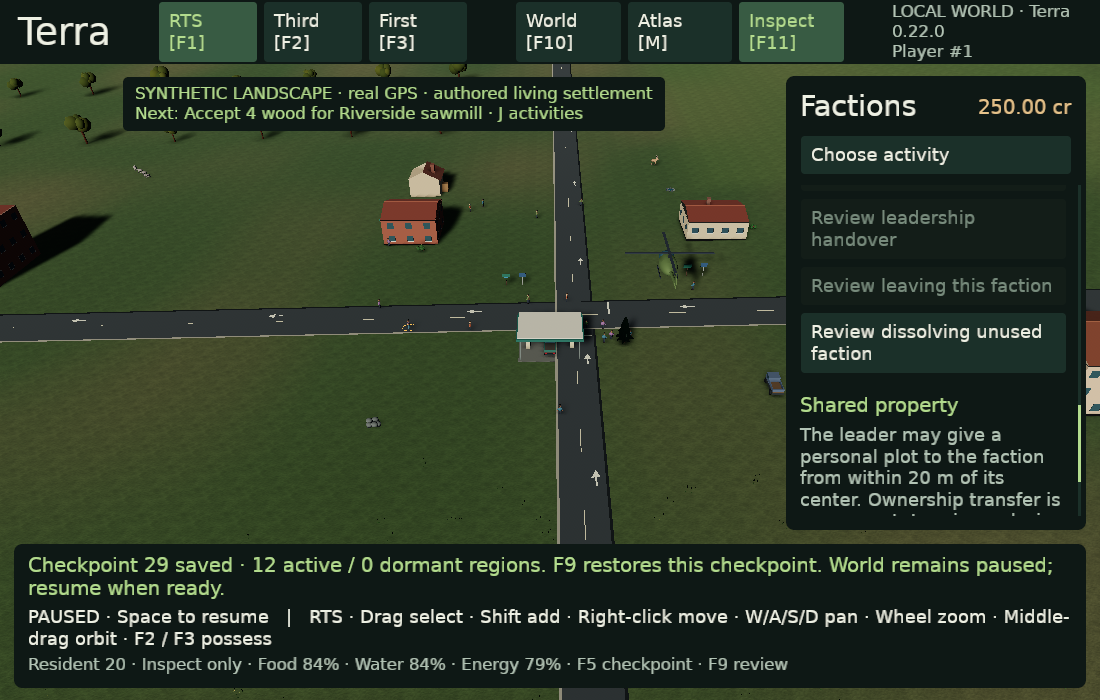 Terra
RTS
[F1]
Third
[F2]
First
[F3]
World
[F10]
Atlas
[M]
Inspect
[F11]
LOCAL WORLD · Terra
0.22.0
Player #1
SYNTHETIC LANDSCAPE · real GPS · authored living settlement
Next: Accept 4 wood for Riverside sawmill · J activities
Factions
250.00 cr
Choose activity
Review leadership
handover
Review leaving this faction
Review dissolving unused
faction
Shared property
The leader may give a
personal plot to the faction
from within 20 m of its
center. Ownership transfer is
Checkpoint 29 saved · 12 active / 0 dormant regions. F9 restores this checkpoint. World remains paused;
resume when ready.
PAUSED · Space to resume | RTS · Drag select · Shift add · Right-click move · W/A/S/D pan · Wheel zoom · Middle-
drag orbit · F2 / F3 possess
Resident 20 · Inspect only · Food 84% · Water 84% · Energy 79% · F5 checkpoint · F9 review